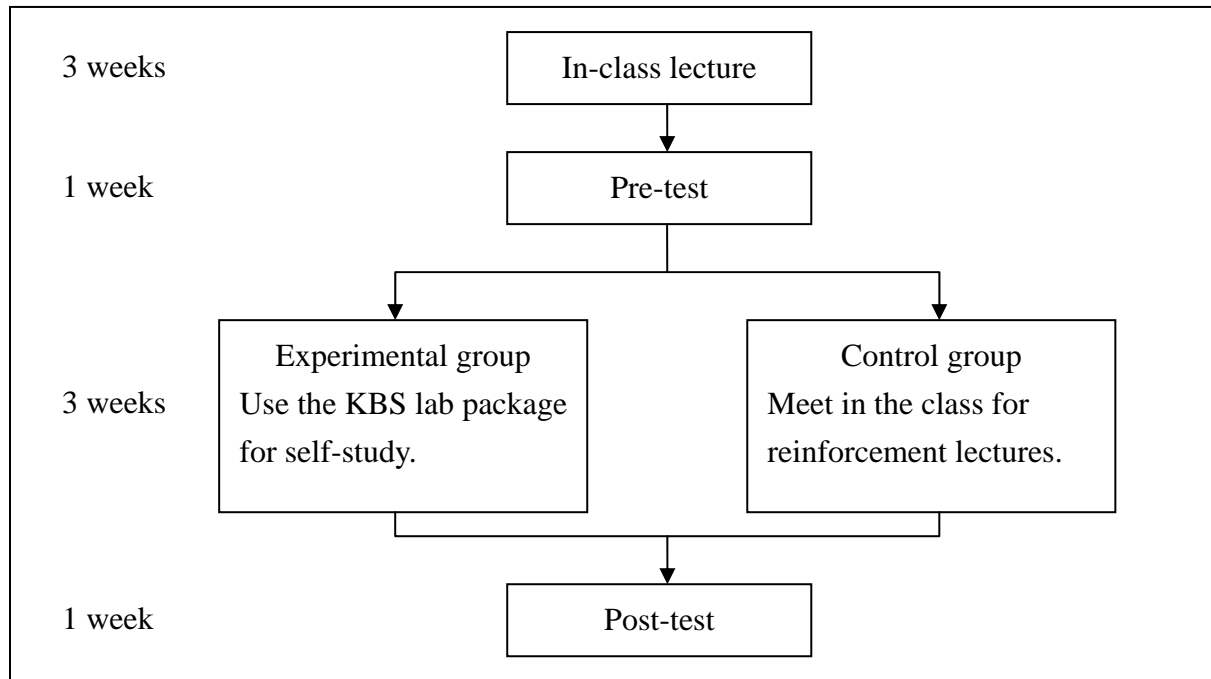 3 weeks
In-class lecture
1 week
Pre-test
3 weeks
Experimental group
Use the KBS lab package
for self-study.
Control group
Meet in the class for
reinforcement lectures.
1 week
Post-test